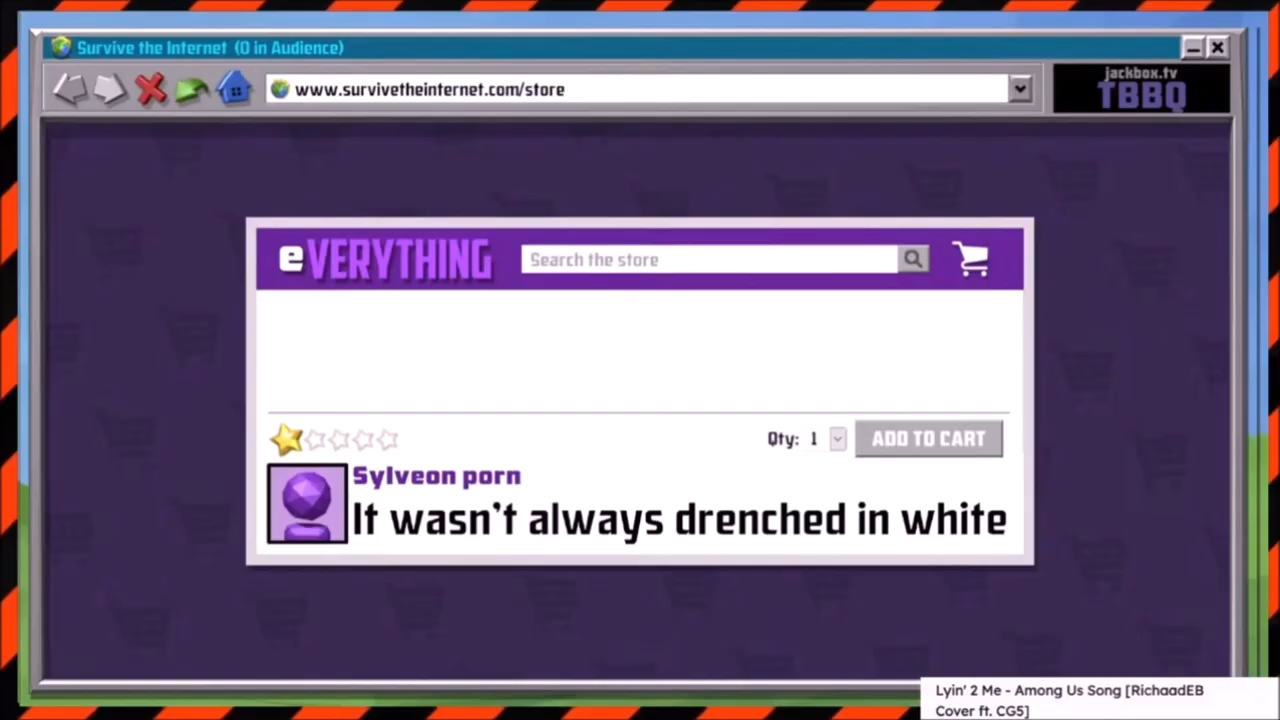 Survive the Internet (0 in Audience)
www.survivetheinternet.com/store
jackbox.tv
TBBQ
eVERYTHING
Search the store
Qty: 1
ADD TO CART
Sylveon porn
It wasn't always drenched in white
Lyin' 2 Me - Among Us Song [RichaadEB
Cover ft. CG5]